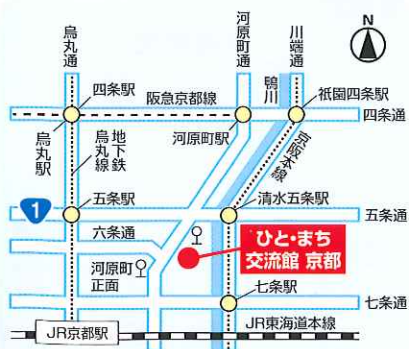 烏丸通
河原町通
川端通
N
鴨川
四条駅
阪急京都線
祇園四条駅
四条通
烏丸駅
地下鉄
烏丸線
河原町駅
京阪本線
1
五条駅
清水五条駅
五条通
六条通
ひと・まち
交流館 京都
河原町
正面
七条駅
七条通
JR京都駅
JR東海道本線